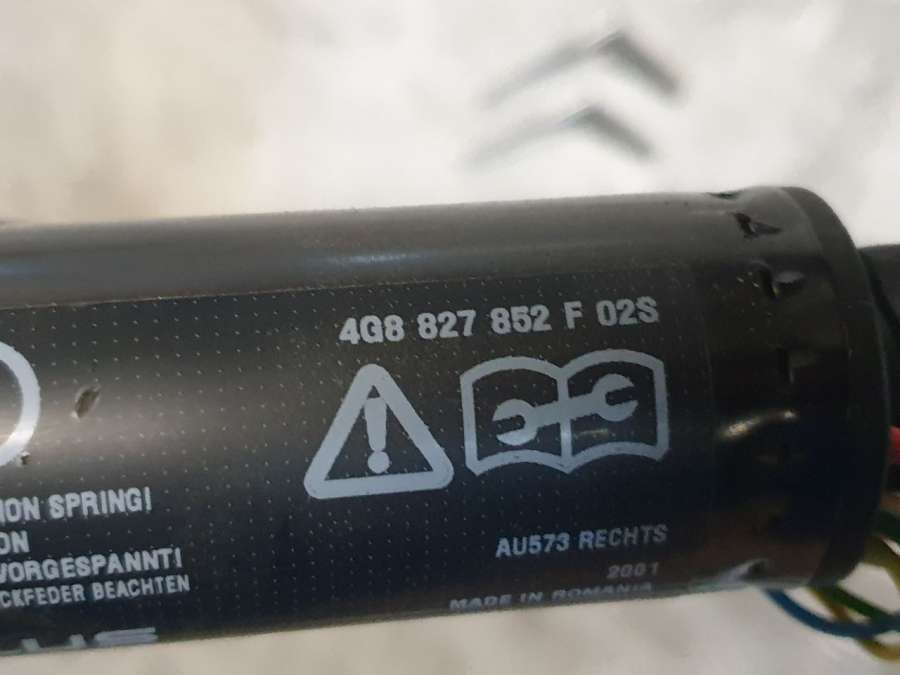 4G8 827 852 F 02S
ION SPRING!
ON
VORGESPANNT!
CKFEDER BEACHTEN
AU573 RECHTS
2001
MADE IN ROMANIA